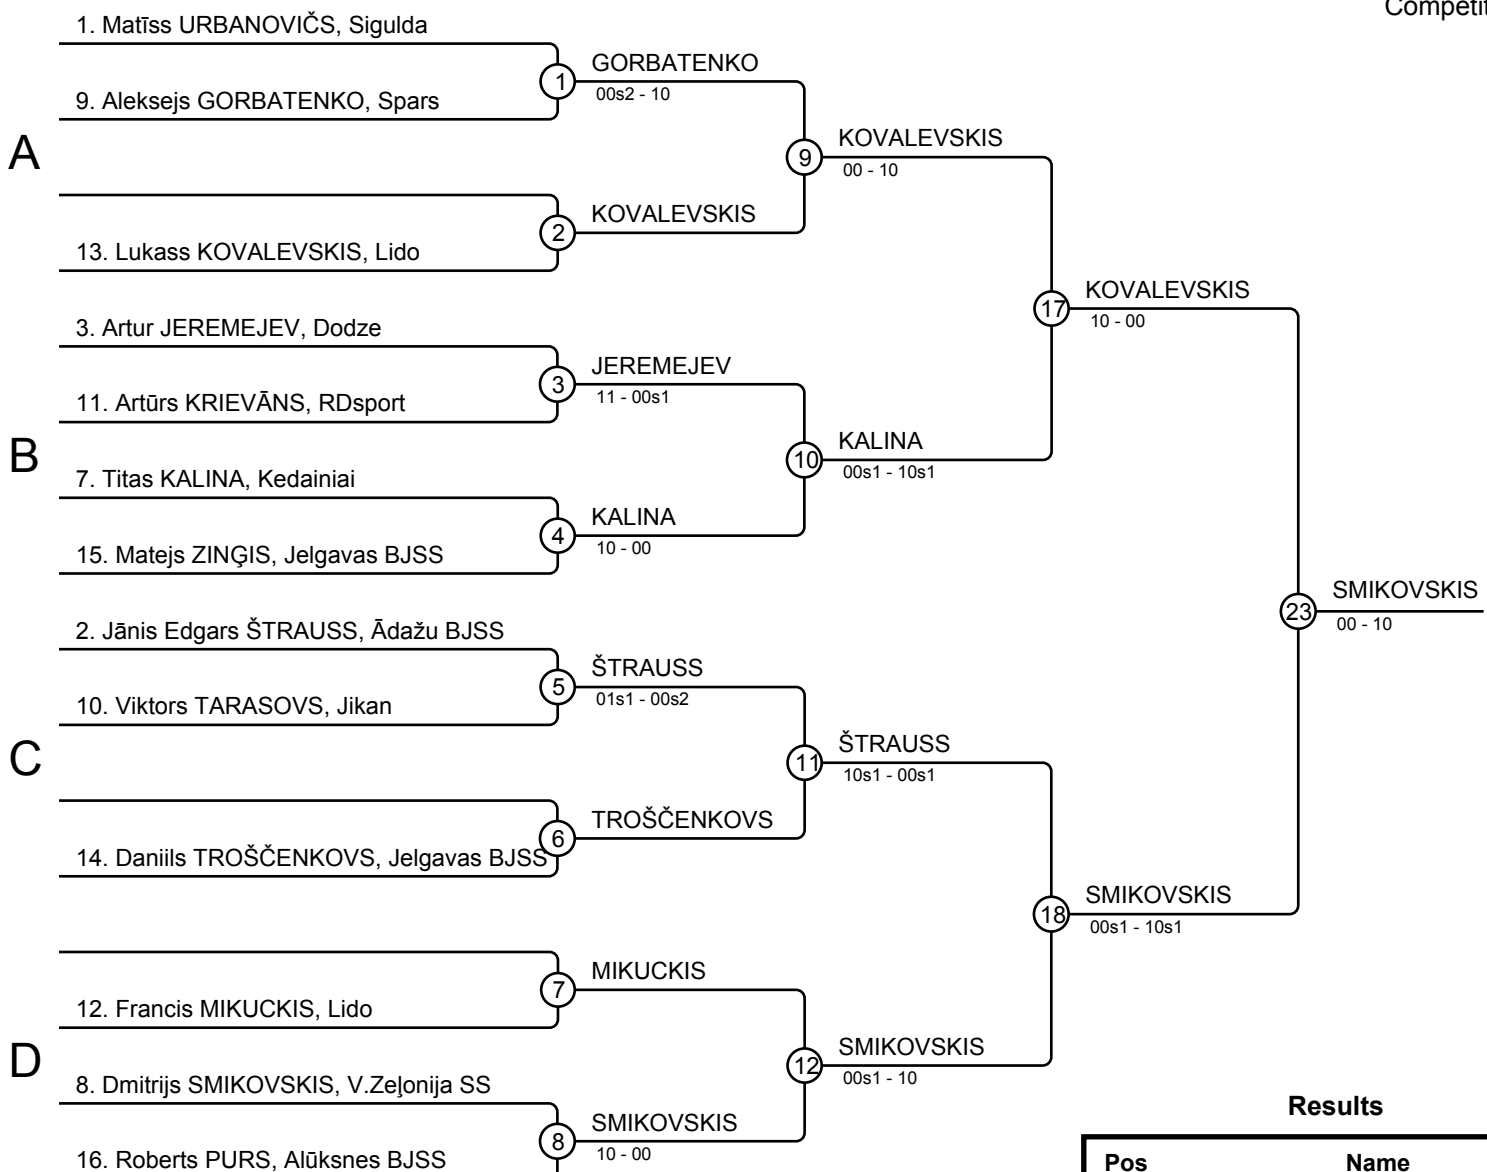 Competit
1. Matīss URBANOVIČS, Sigulda
GORBATENKO
1
00s2 - 10
9. Aleksejs GORBATENKO, Spars
A
KOVALEVSKIS
9
00 - 10
KOVALEVSKIS
2
13. Lukass KOVALEVSKIS, Lido
KOVALEVSKIS
17
10 - 00
3. Artur JEREMEJEV, Dodze
JEREMEJEV
3
11 - 00s1
11. Artūrs KRIEVĀNS, RDsport
B
KALINA
10
00s1 - 10s1
7. Titas KALINA, Kedainiai
KALINA
4
10 - 00
15. Matejs ZIŅĢIS, Jelgavas BJSS
SMIKOVSKIS
23
00 - 10
2. Jānis Edgars ŠTRAUSS, Ādažu BJSS
ŠTRAUSS
5
01s1 - 00s2
10. Viktors TARASOVS, Jikan
C
ŠTRAUSS
11
10s1 - 00s1
TROŠČENKOVS
6
14. Daniils TROŠČENKOVS, Jelgavas BJSS
SMIKOVSKIS
18
00s1 - 10s1
MIKUCKIS
7
12. Francis MIKUCKIS, Lido
D
SMIKOVSKIS
12
00s1 - 10
8. Dmitrijs SMIKOVSKIS, V.Zeļonija SS
SMIKOVSKIS
8
10 - 00
16. Roberts PURS, Alūksnes BJSS
Results
Pos Name